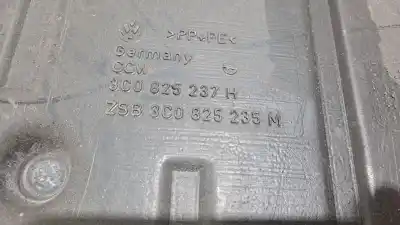 >PP+PE<
Germany
CCW
3C0 825 237 H
ZSB 3C0 825 235 M